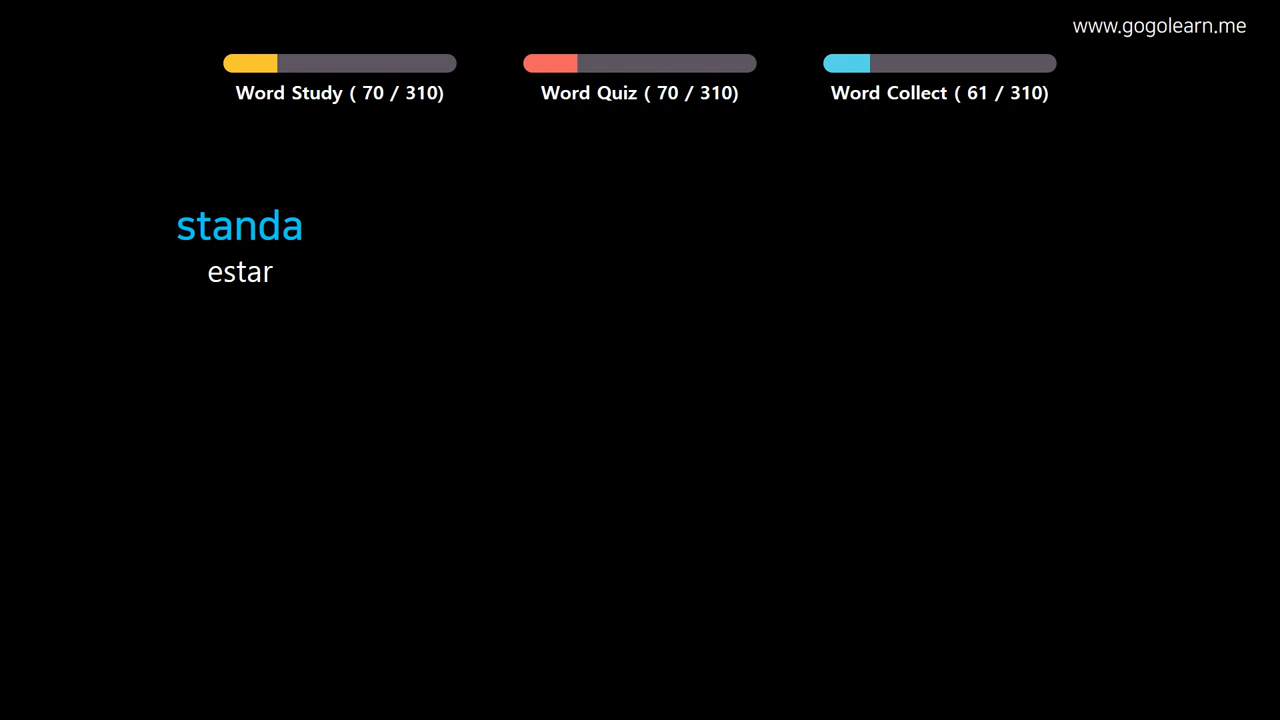 www.gogolearn.me
Word Study ( 70 / 310)
Word Quiz ( 70 / 310)
Word Collect ( 61 / 310)
standa
estar